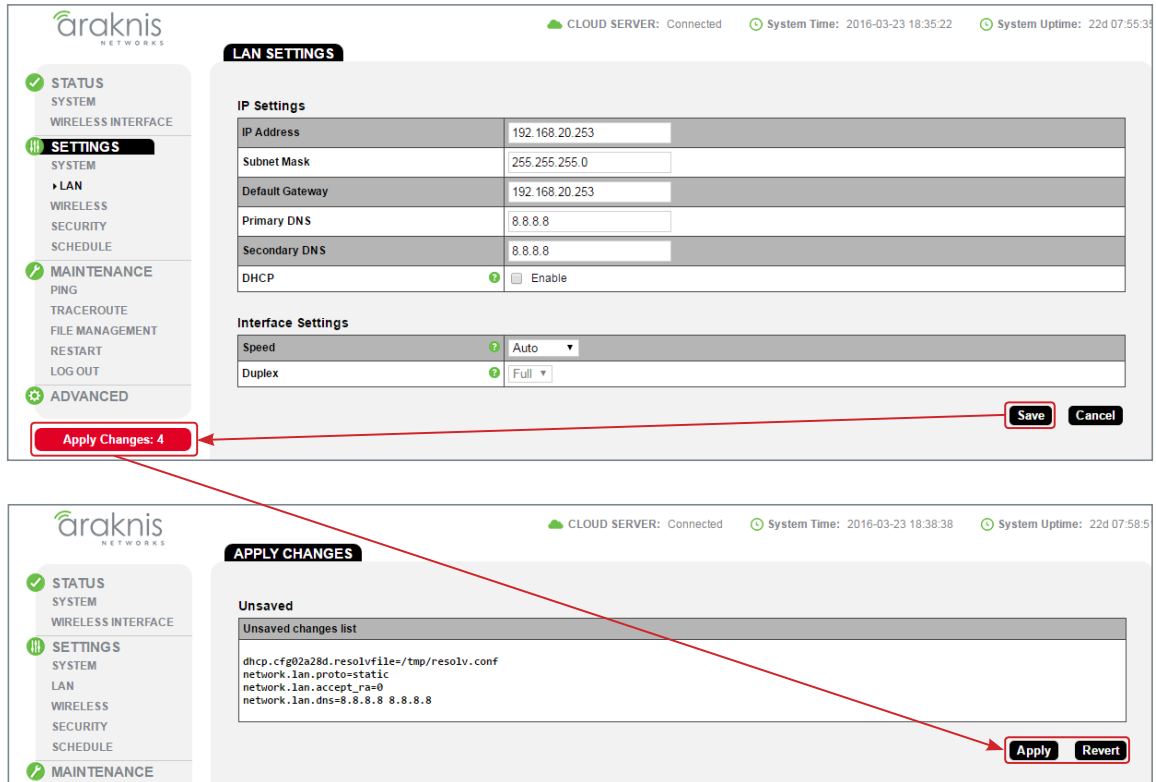 araknis
NETWORKS
CLOUD SERVER: Connected System Time: 2016-03-23 18:35:22 System Uptime: 22d 07:55:35
LAN SETTINGS
STATUS
SYSTEM
WIRELESS INTERFACE
SETTINGS
SYSTEM
LAN
WIRELESS
SECURITY
SCHEDULE
MAINTENANCE
PING
TRACEROUTE
FILE MANAGEMENT
RESTART
LOG OUT
ADVANCED
Apply Changes: 4
IP Settings
IP Address 192.168.20.253
Subnet Mask 255.255.255.0
Default Gateway 192.168.20.253
Primary DNS 8.8.8.8
Secondary DNS 8.8.8.8
DHCP ? Enable
Interface Settings
Speed ? Auto
Duplex ? Full
Save Cancel
araknis
NETWORKS
CLOUD SERVER: Connected System Time: 2016-03-23 18:38:38 System Uptime: 22d 07:58:5
APPLY CHANGES
STATUS
SYSTEM
WIRELESS INTERFACE
SETTINGS
SYSTEM
LAN
WIRELESS
SECURITY
SCHEDULE
MAINTENANCE
Unsaved
Unsaved changes list
dhcp.cfg02a28d.resolvfile=/tmp/resolv.conf
network.lan.proto=static
network.lan.accept_ra=0
network.lan.dns=8.8.8.8 8.8.8.8
Apply Revert